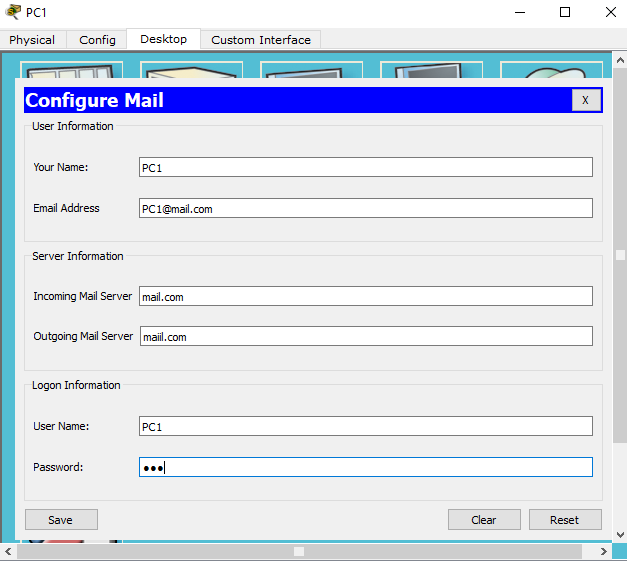 PC1
Physical Config Desktop Custom Interface
Configure Mail X
User Information
Your Name: PC1
Email Address PC1@mail.com
Server Information
Incoming Mail Server mail.com
Outgoing Mail Server maiil.com
Logon Information
User Name: PC1
Password: •••
Save Clear Reset